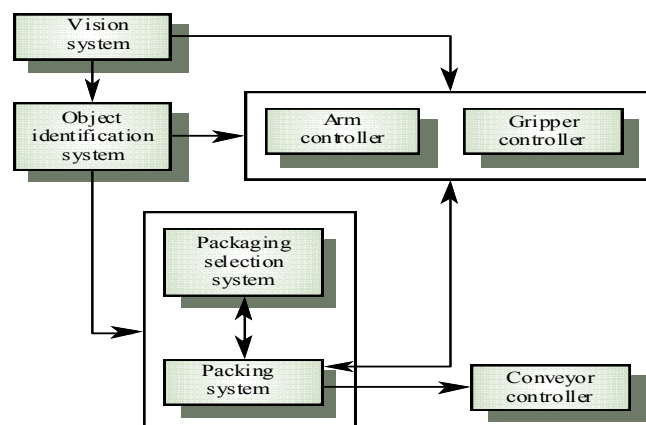 Vision
system
Object
identification
system
Arm
controller
Gripper
controller
Packaging
selection
system
Packing
system
Conveyor
controller